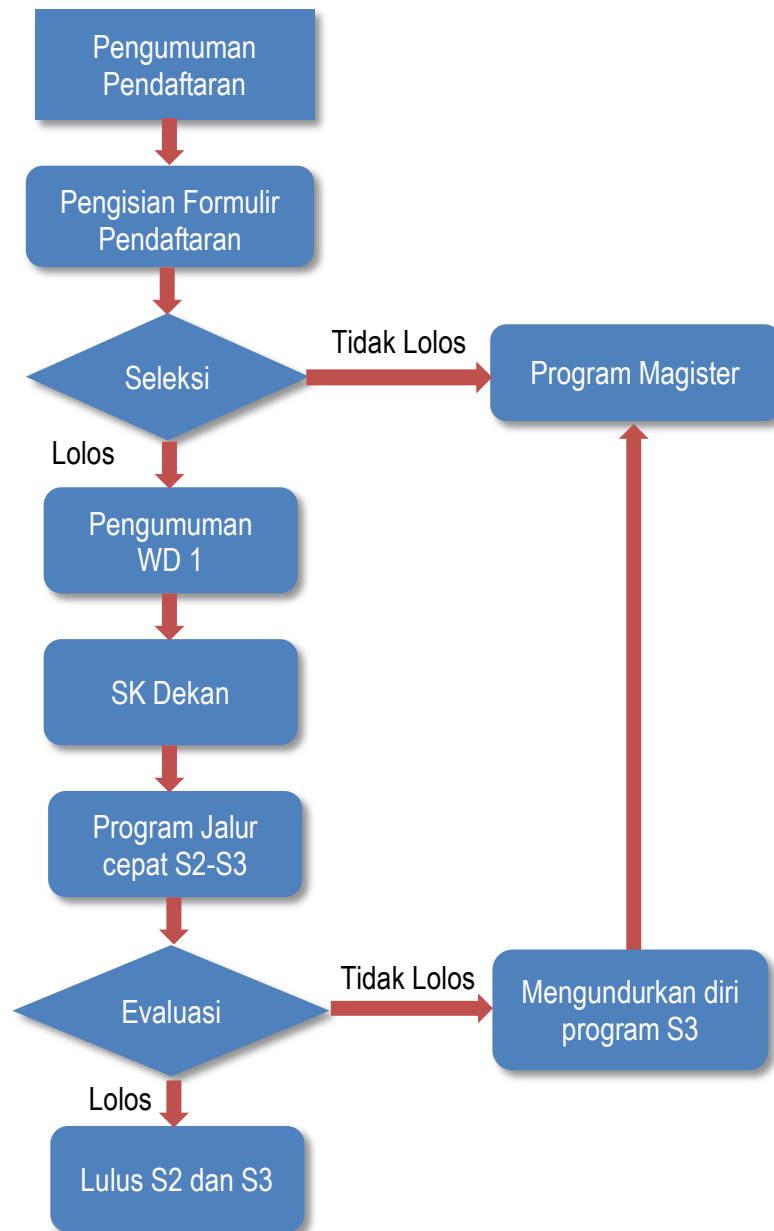 Pengumuman
Pendaftaran
Pengisian Formulir
Pendaftaran
Seleksi
Tidak Lolos
Program Magister
Lolos
Pengumuman
WD 1
SK Dekan
Program Jalur
cepat S2-S3
Evaluasi
Tidak Lolos
Mengundurkan diri
program S3
Lolos
Lulus S2 dan S3